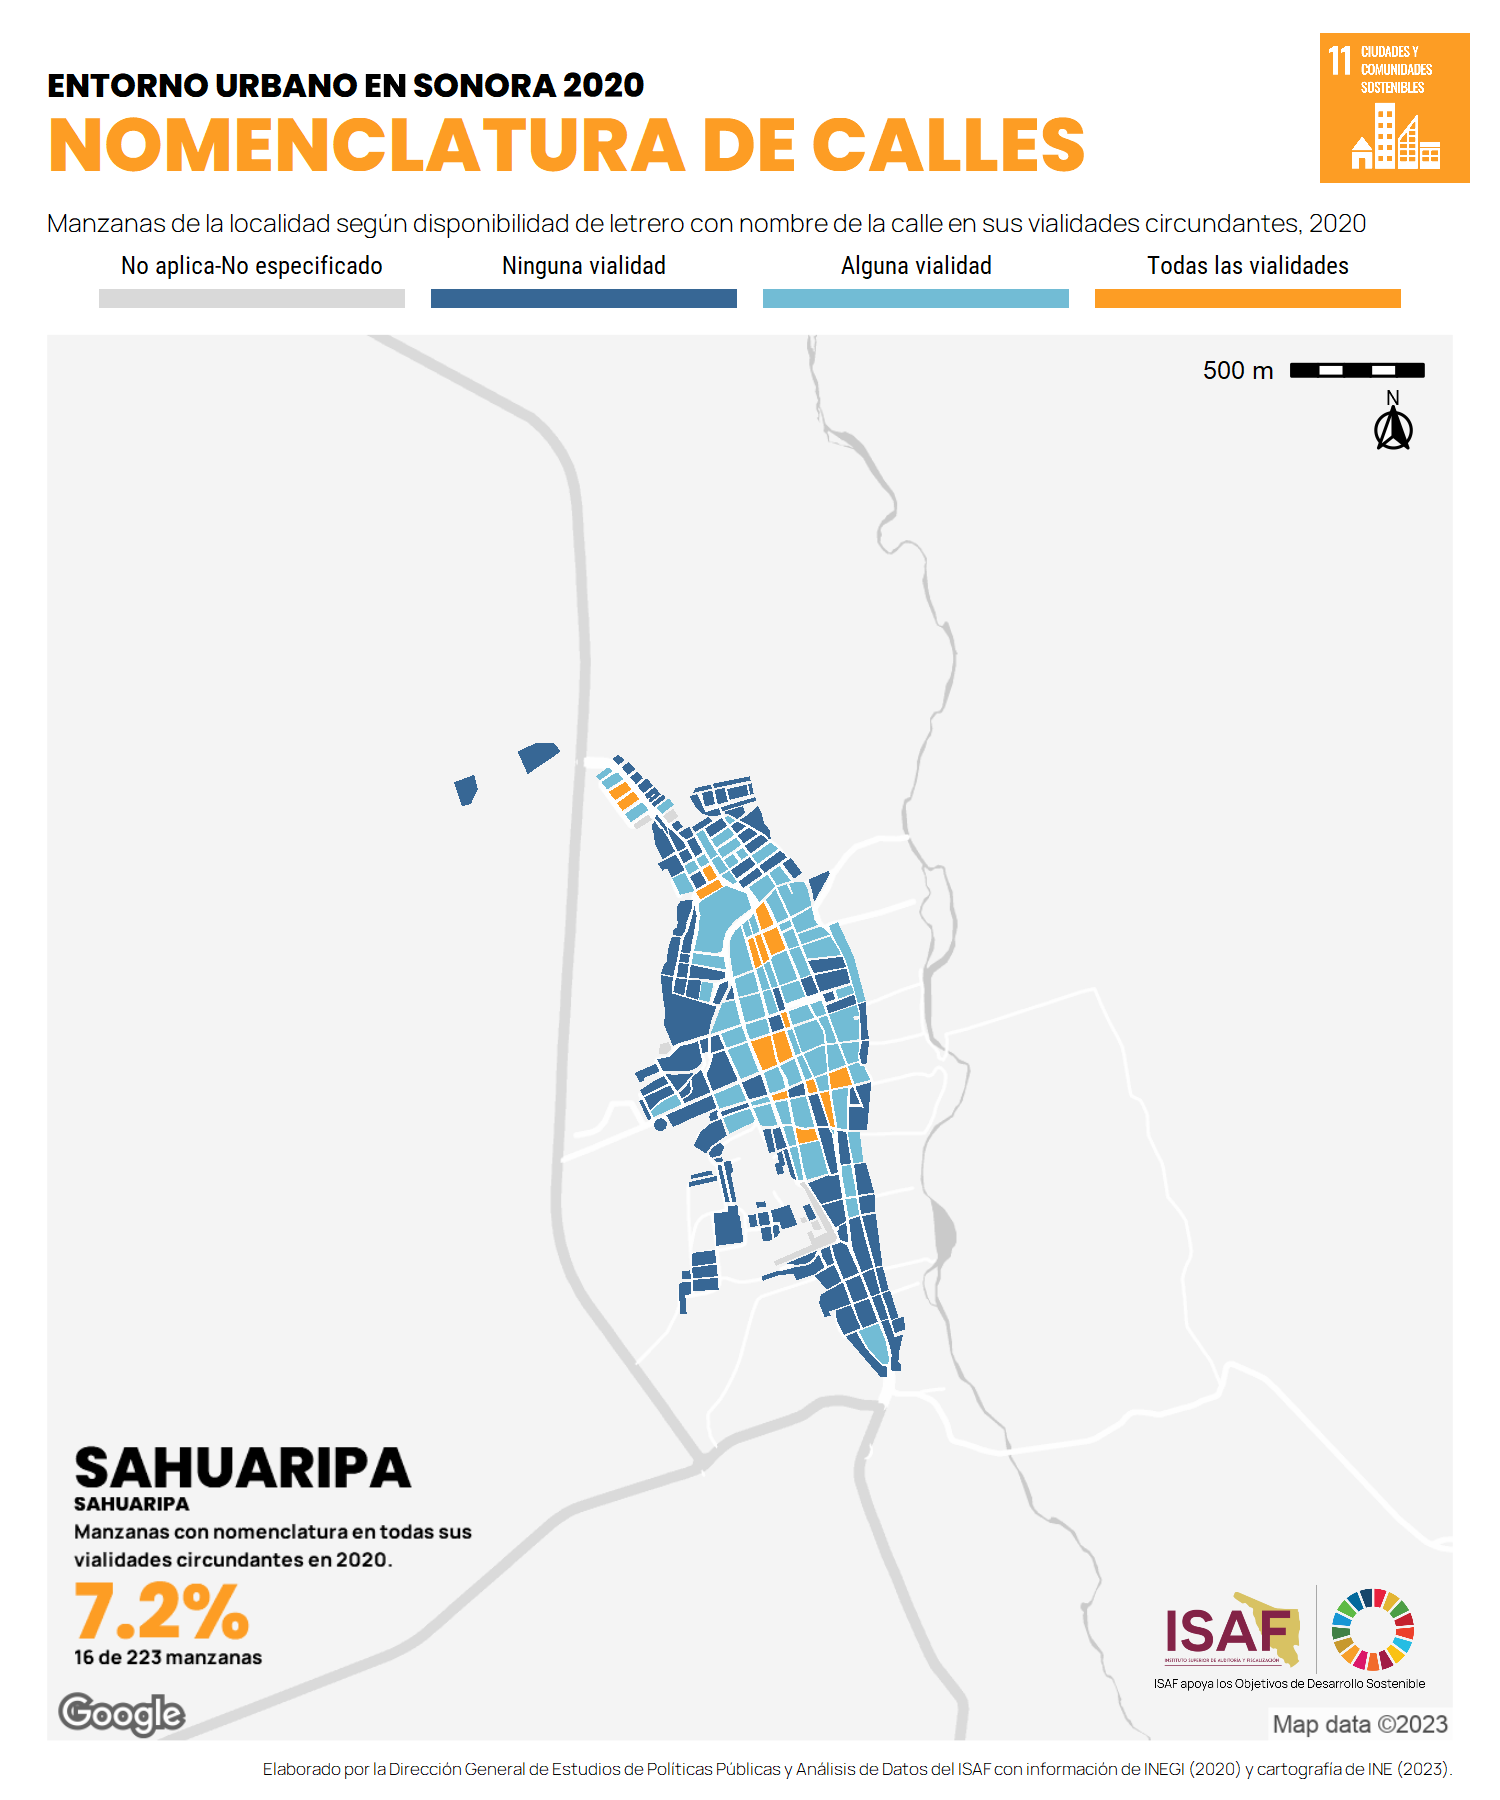 ENTORNO URBANO EN SONORA 2020
NOMENCLATURA DE CALLES
11 CIUDADES Y
COMUNIDADES
SOSTENIBLES
Manzanas de la localidad según disponibilidad de letrero con nombre de la calle en sus vialidades circundantes, 2020
No aplica-No especificado
Ninguna vialidad
Alguna vialidad
Todas las vialidades
500 m
N
SAHUARIPA
SAHUARIPA
Manzanas con nomenclatura en todas sus
vialidades circundantes en 2020.
7.2%
16 de 223 manzanas
Google
ISAF
INSTITUTO SUPERIOR DE AUDITORÍA Y FISCALIZACIÓN
ISAF apoya los Objetivos de Desarrollo Sostenible
Map data ©2023
Elaborado por la Dirección General de Estudios de Políticas Públicas y Análisis de Datos del ISAF con información de INEGI (2020) y cartografía de INE (2023).